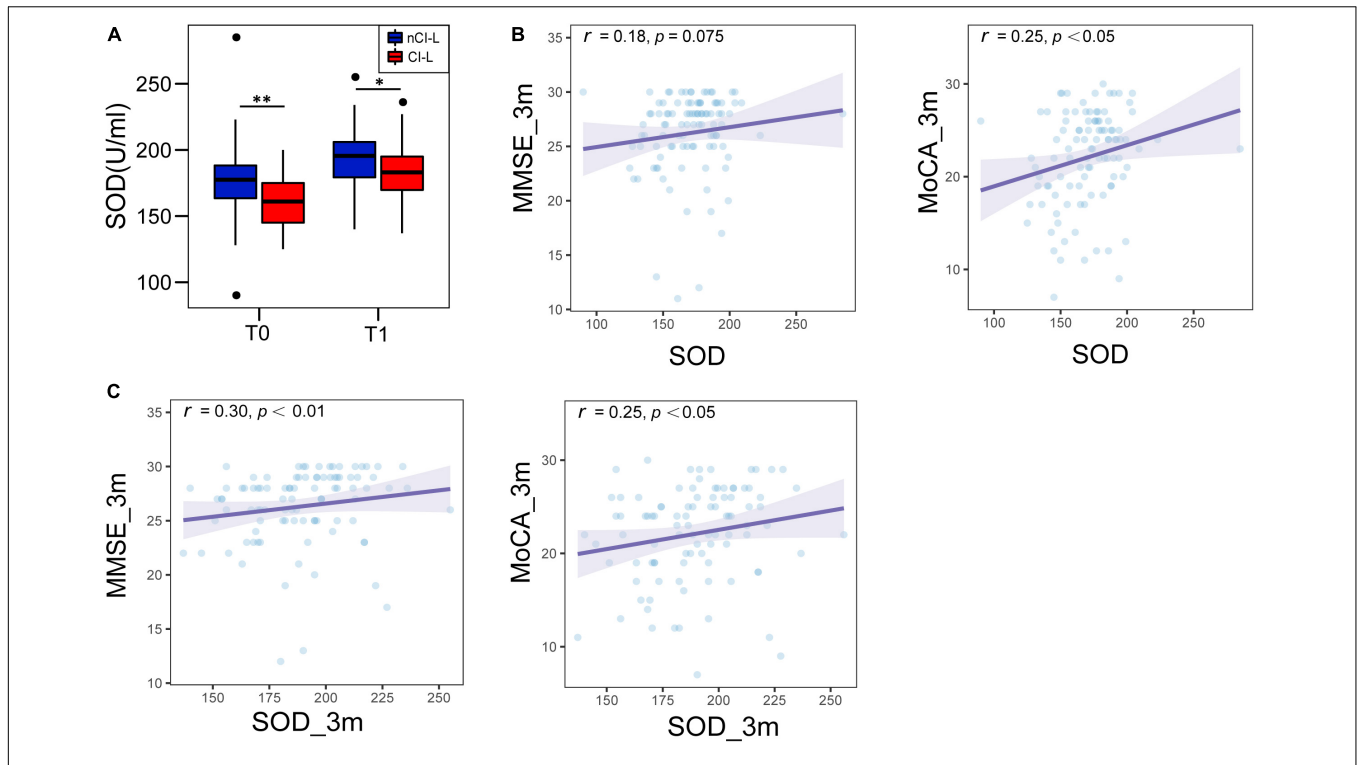 A
nCI-L
CI-L
**
*
SOD(U/ml)
250
200
150
100
T0
T1
B
r = 0.18, p = 0.075
MMSE_3m
35
30
25
20
15
10
100
150
200
250
SOD
r = 0.25, p <0.05
MoCA_3m
30
20
10
100
150
200
250
SOD
C
r = 0.30, p < 0.01
MMSE_3m
35
30
25
20
15
10
150
175
200
225
250
SOD_3m
r = 0.25, p <0.05
MoCA_3m
30
20
10
150
175
200
225
250
SOD_3m